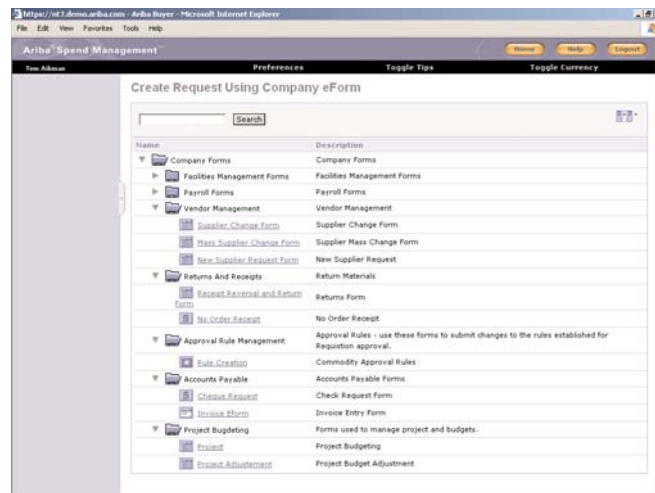 https://nt7.demo.ariba.com - Ariba Buyer - Microsoft Internet Explorer
File Edit View Favorites Tools Help
Ariba Spend Management
Home Help Logout
Tom Aikman Preferences Toggle Tips Toggle Currency
Create Request Using Company eForm
Search
Name Description
Company Forms Company Forms
Facilities Management Forms Facilities Management Forms
Payroll Forms Payroll Forms
Vendor Management Vendor Management
Supplier Change Form Supplier Change Form
Mass Supplier Change Form Supplier Mass Change Form
New Supplier Request Form New Supplier Request
Returns And Receipts Return Materials
Receipt Reversal and Return
Form Returns Form
No Order Receipt No Order Receipt
Approval Rule Management Approval Rules - use these forms to submit changes to the rules established for
Requistion approval.
Rule Creation Commodity Approval Rules
Accounts Payable Accounts Payable Forms
Cheque Request Check Request Form
Invoice Eform Invoice Entry Form
Project Bugdeting Forms used to manage project and budgets.
Project Project Budgeting
Project Adjustement Project Budget Adjustment